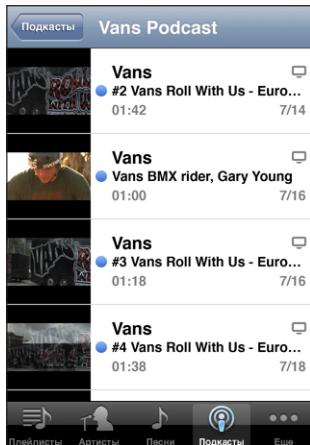 Подкасты
Vans Podcast
Vans
#2 Vans Roll With Us - Euro...
01:42
7/14
Vans
Vans BMX rider, Gary Young
01:00
7/16
Vans
#3 Vans Roll With Us - Euro...
01:18
7/16
Vans
#4 Vans Roll With Us - Euro...
01:38
7/18
Плейлисты
Артисты
Песни
Подкасты
Еще